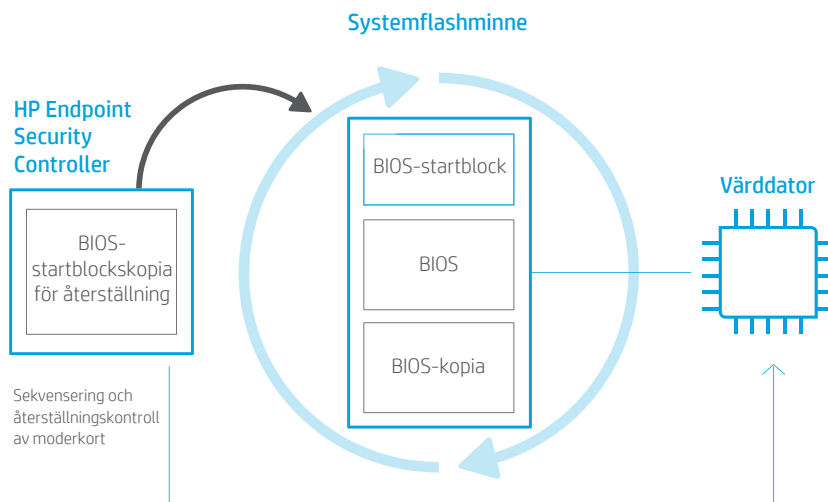 Systemflashminne
HP Endpoint
Security
Controller
BIOS-
startblockskopia
för återställning
Sekvensering och
återställningskontroll
av moderkort
BIOS-startblock
BIOS
BIOS-kopia
Värddator